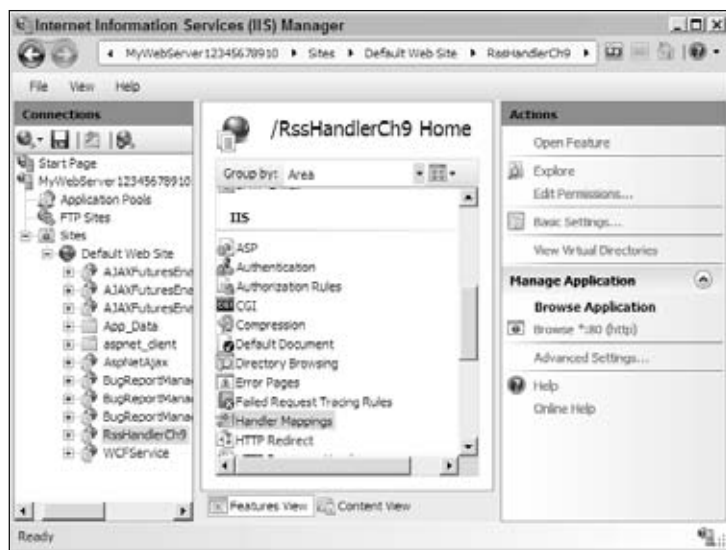 Internet Information Services (IIS) Manager
MyWebServer12345678910 Sites Default Web Site RssHandlerCh9
File View Help
Connections
Start Page
MyWebServer12345678910
Application Pools
FTP Sites
Sites
Default Web Site
AJAXFuturesEna
AJAXFuturesEna
AJAXFuturesEna
App_Data
aspnet_client
AspNetAjax
BugReportMana
BugReportMana
BugReportMana
RssHandlerCh9
WCFService
/RssHandlerCh9 Home
Group by: Area
IIS
ASP
Authentication
Authorization Rules
CGI
Compression
Default Document
Directory Browsing
Error Pages
Failed Request Tracing Rules
Handler Mappings
HTTP Redirect
Features View Content View
Actions
Open Feature
Explore
Edit Permissions...
Basic Settings...
View Virtual Directories
Manage Application
Browse Application
Browse *:80 (http)
Advanced Settings...
Help
Online Help
Ready